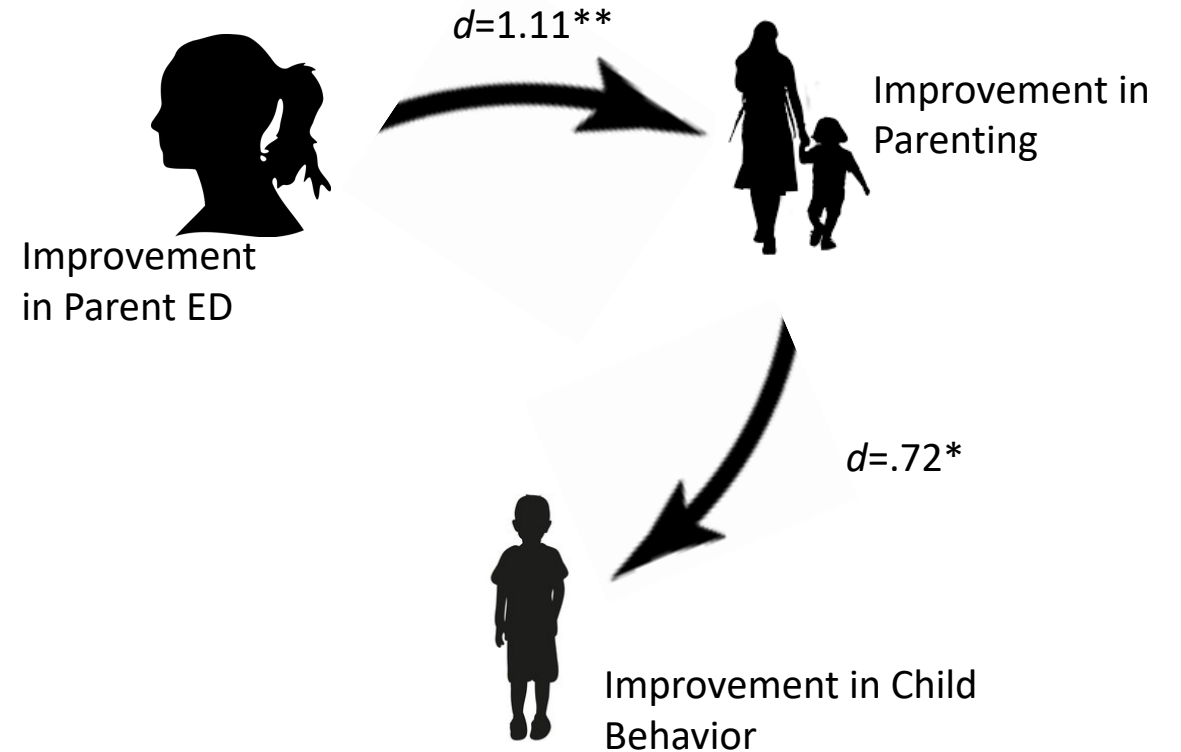 d=1.11**
Improvement in
Parenting
Improvement
in Parent ED
d=.72*
Improvement in Child
Behavior